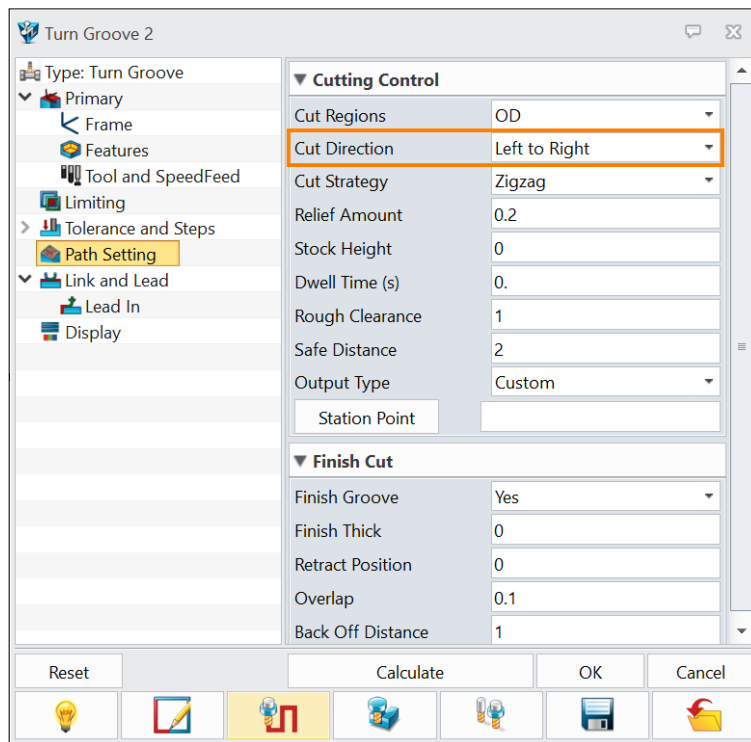 Turn Groove 2
Type: Turn Groove
Primary
Frame
Features
Tool and SpeedFeed
Limiting
Tolerance and Steps
Path Setting
Link and Lead
Lead In
Display
Cutting Control
Cut Regions OD
Cut Direction Left to Right
Cut Strategy Zigzag
Relief Amount 0.2
Stock Height 0
Dwell Time (s) 0.
Rough Clearance 1
Safe Distance 2
Output Type Custom
Station Point
Finish Cut
Finish Groove Yes
Finish Thick 0
Retract Position 0
Overlap 0.1
Back Off Distance 1
Reset Calculate OK Cancel